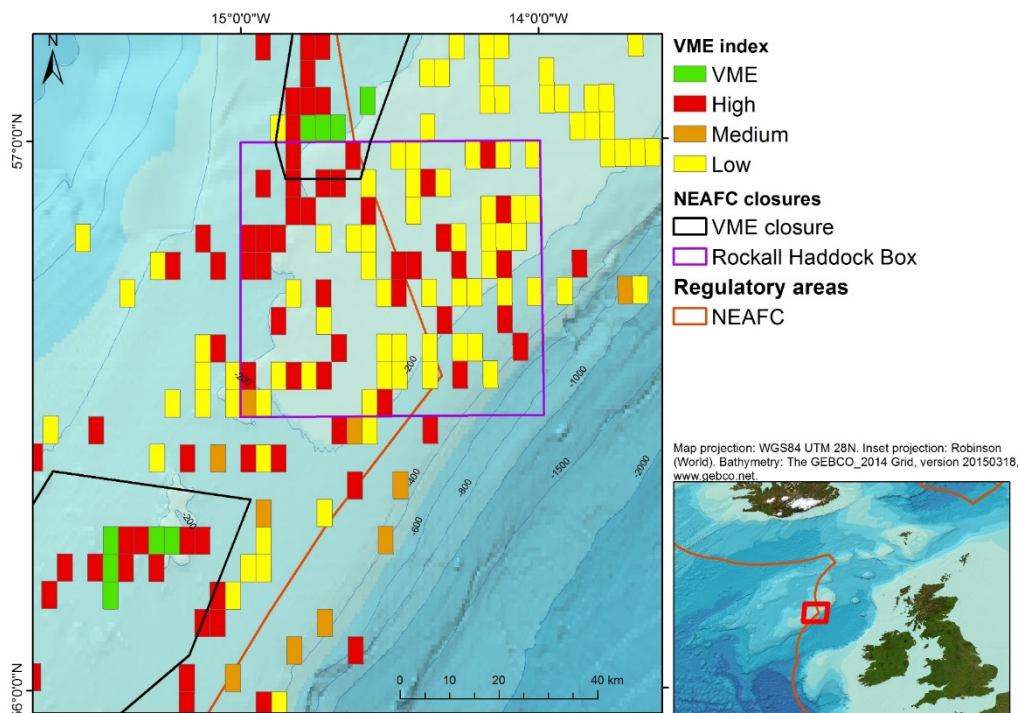 15°0'0"W
14°0'0"W
N
57°0'0"N
56°0'0"N
-200
-200
-200
-200
-400
-600
-800
-1000
-1500
-2000
0
10
20
40 km
VME index
VME
High
Medium
Low
NEAFC closures
VME closure
Rockall Haddock Box
Regulatory areas
NEAFC
Map projection: WGS84 UTM 28N. Inset projection: Robinson
(World). Bathymetry: The GEBCO_2014 Grid, version 20150318,
www.gebco.net.